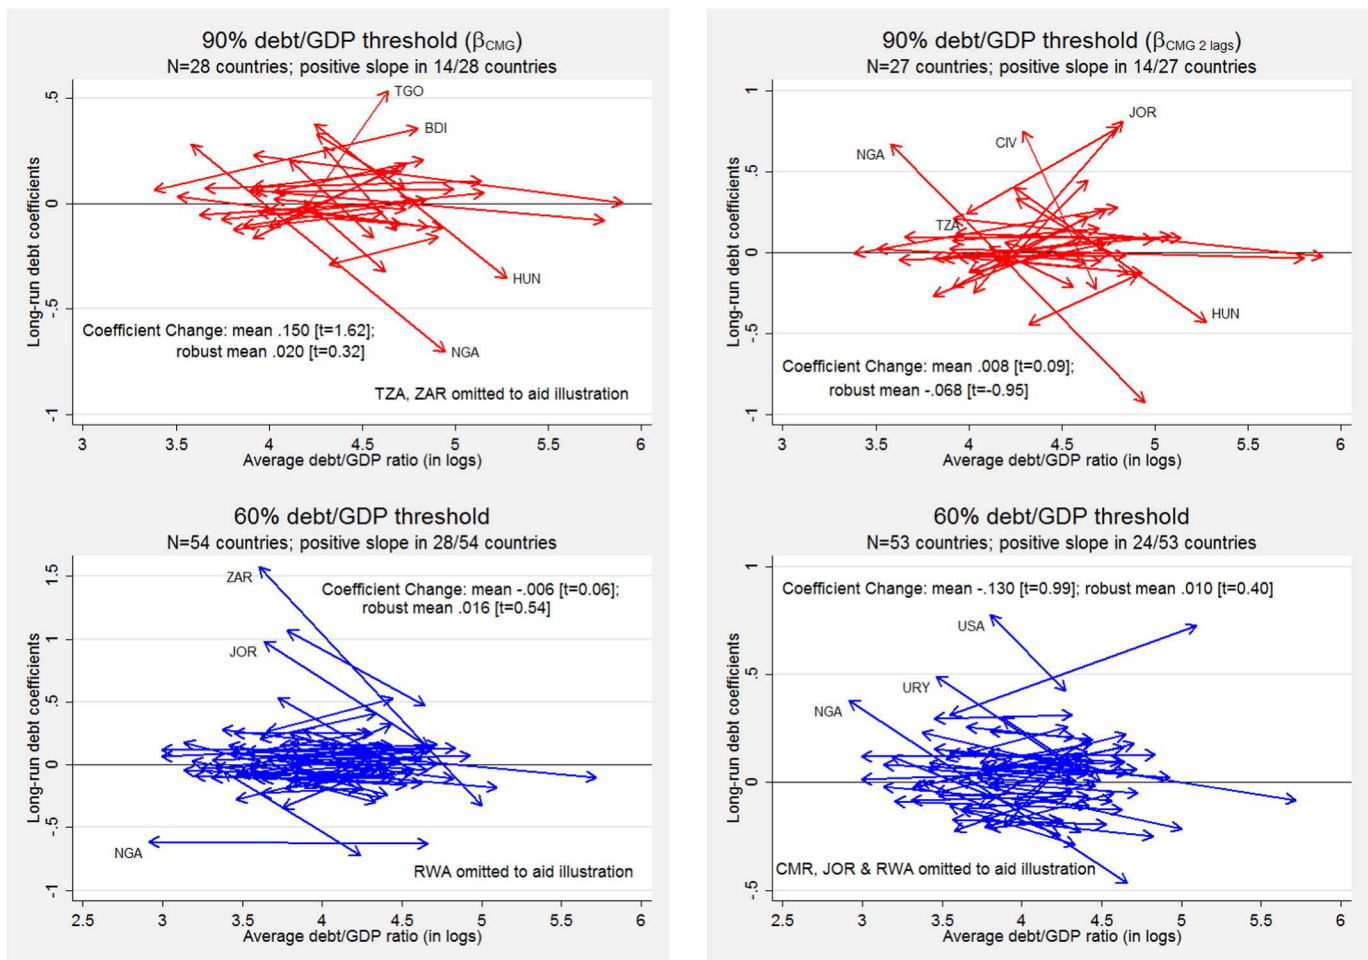 90% debt/GDP threshold (βCMG)
N=28 countries; positive slope in 14/28 countries
Long-run debt coefficients
.5
0
-.5
-1
TGO
BDI
HUN
NGA
Coefficient Change: mean .150 [t=1.62];
robust mean .020 [t=0.32]
TZA, ZAR omitted to aid illustration
3 3.5 4 4.5 5 5.5 6
Average debt/GDP ratio (in logs)
90% debt/GDP threshold (βCMG 2 lags)
N=27 countries; positive slope in 14/27 countries
Long-run debt coefficients
1
.5
0
-.5
-1
JOR
CIV
NGA
TZA
HUN
Coefficient Change: mean .008 [t=0.09];
robust mean -.068 [t=-0.95]
3 3.5 4 4.5 5 5.5 6
Average debt/GDP ratio (in logs)
60% debt/GDP threshold
N=54 countries; positive slope in 28/54 countries
Long-run debt coefficients
1.5
1
.5
0
-.5
-1
ZAR
Coefficient Change: mean -.006 [t=0.06];
robust mean .016 [t=0.54]
JOR
NGA
RWA omitted to aid illustration
2.5 3 3.5 4 4.5 5 5.5 6
Average debt/GDP ratio (in logs)
60% debt/GDP threshold
N=53 countries; positive slope in 24/53 countries
Long-run debt coefficients
1
.5
0
-.5
Coefficient Change: mean -.130 [t=0.99]; robust mean .010 [t=0.40]
USA
URY
NGA
CMR, JOR & RWA omitted to aid illustration
2.5 3 3.5 4 4.5 5 5.5 6
Average debt/GDP ratio (in logs)